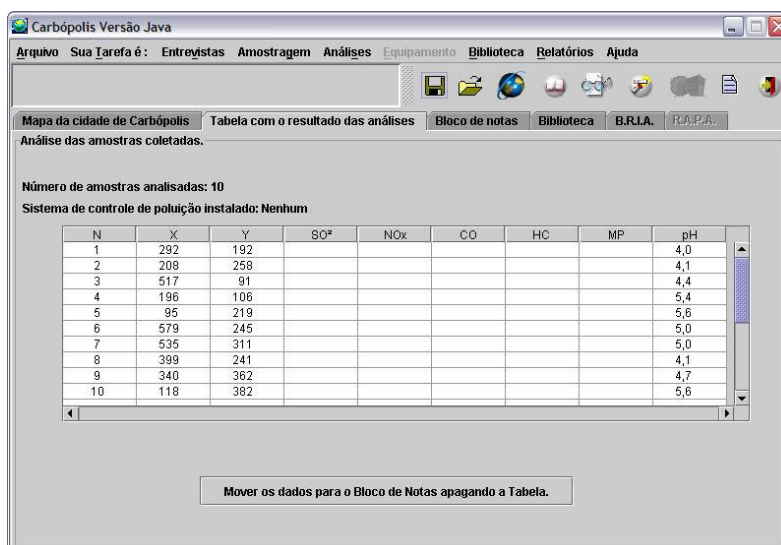 Carbópolis Versão Java
Arquivo Sua Tarefa é : Entrevistas Amostragem Análises Equipamento Biblioteca Relatórios Ajuda
Mapa da cidade de Carbópolis Tabela com o resultado das análises Bloco de notas Biblioteca B.R.I.A. R.A.P.A.
Análise das amostras coletadas.
Número de amostras analisadas: 10
Sistema de controle de poluição instalado: Nenhum
N X Y SO² NOx CO HC MP pH
1 292 192 4,0
2 208 258 4,1
3 517 91 4,4
4 196 106 5,4
5 95 219 5,6
6 579 245 5,0
7 535 311 5,0
8 399 241 4,1
9 340 362 4,7
10 118 382 5,6
Mover os dados para o Bloco de Notas apagando a Tabela.